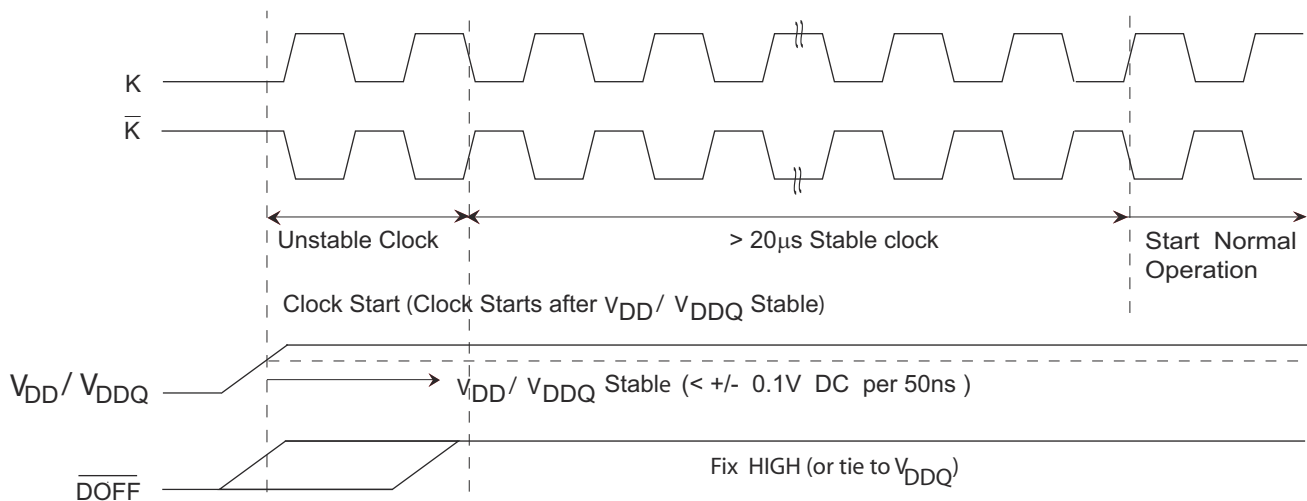 K
K̅
Unstable Clock
> 20μs Stable clock
Start Normal
Operation
Clock Start (Clock Starts after VDD/ VDDQ Stable)
VDD/ VDDQ
VDD/ VDDQ Stable (< +/- 0.1V DC per 50ns )
D̅O̅F̅F̅
Fix HIGH (or tie to VDDQ)